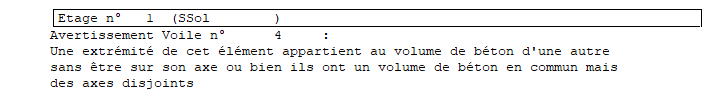 Etage n°   1  (SSol        )
Avertissement Voile n°      4     :
Une extrémité de cet élément appartient au volume de béton d'une autre
sans être sur son axe ou bien ils ont un volume de béton en commun mais
des axes disjoints